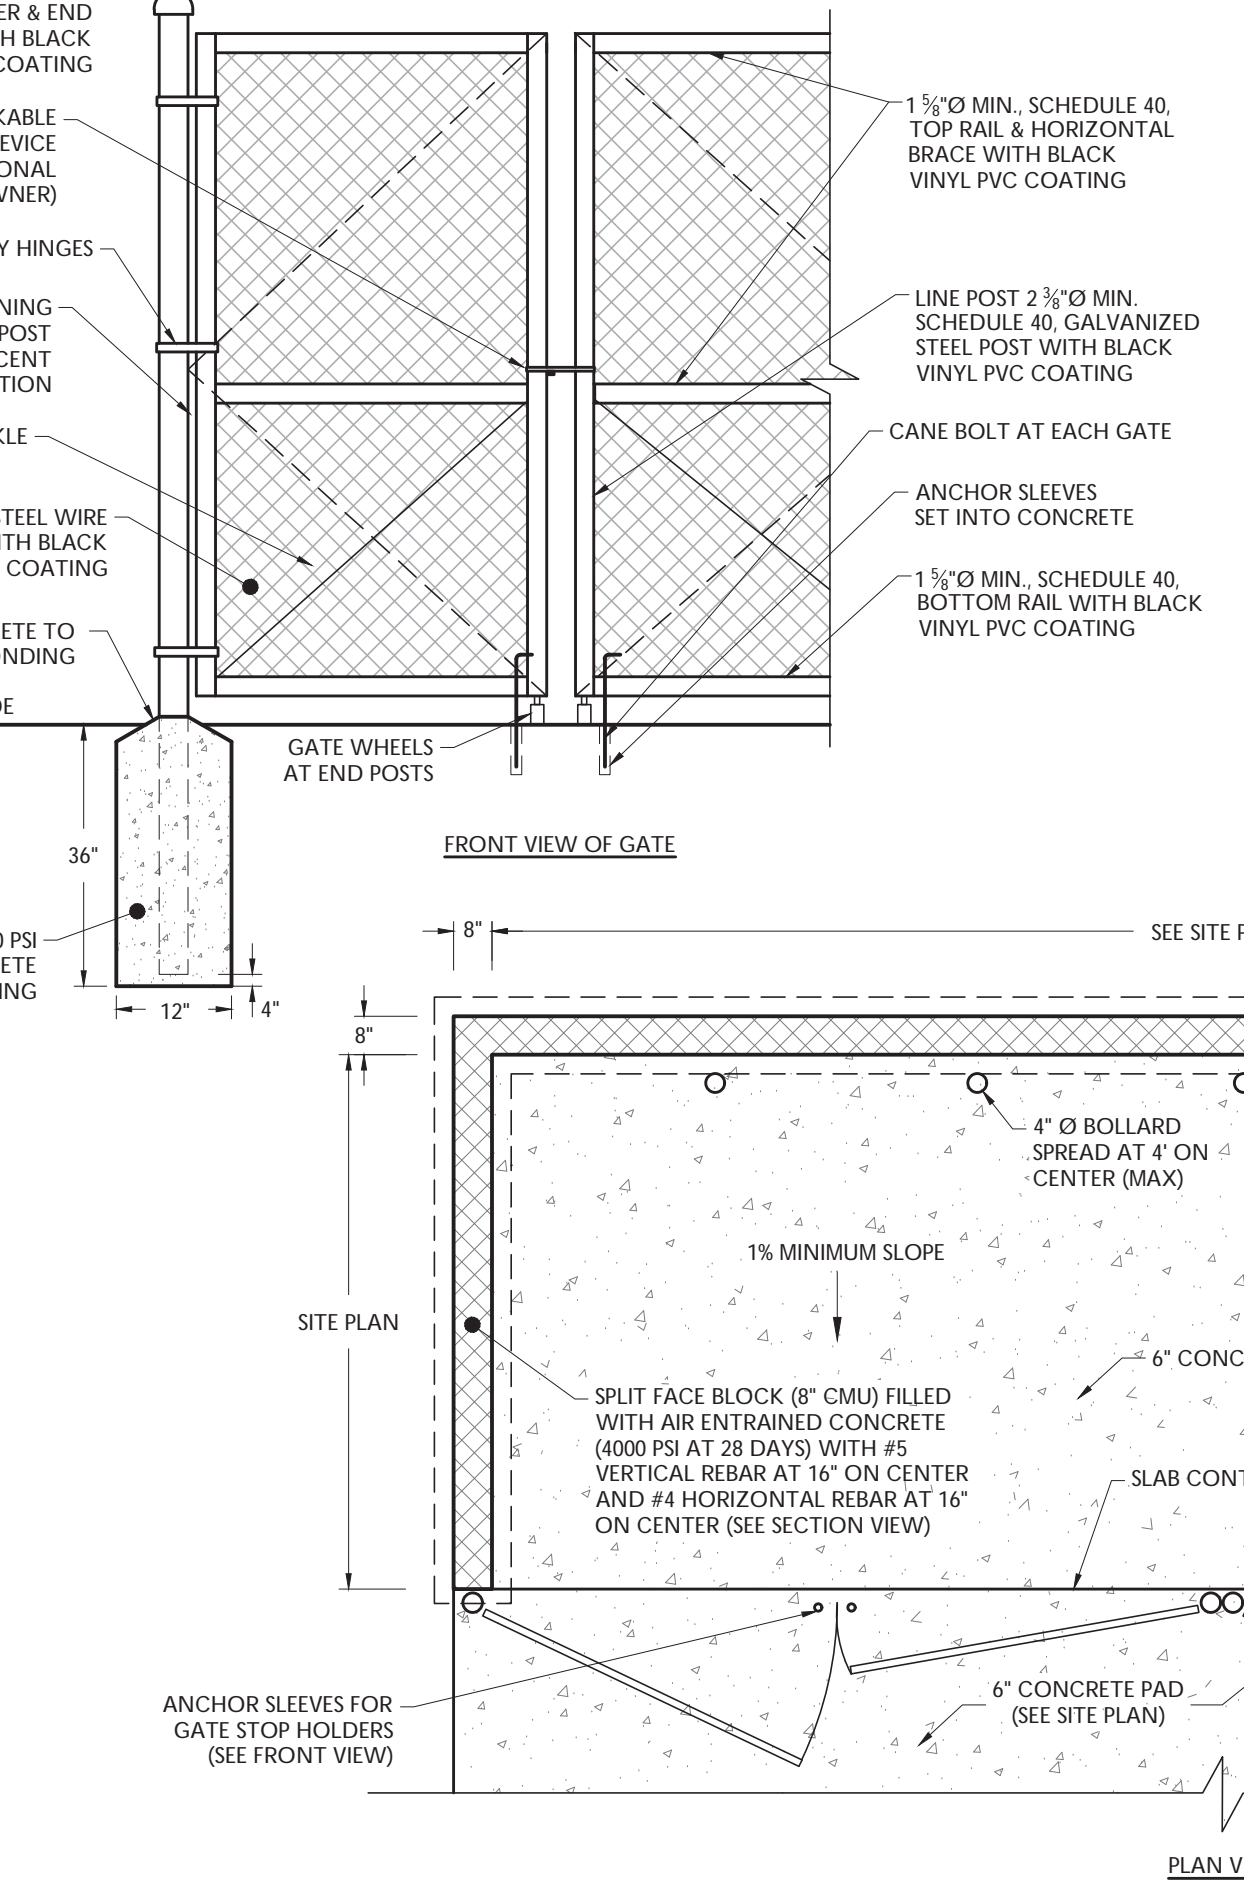 ER & END
H BLACK
COATING
KABLE
EVICE
ONAL
WNER)
Y HINGES
NING
POST
CENT
TION
KLE
STEEL WIRE
ITH BLACK
COATING
ETE TO
ONDING
DE
36"
0 PSI
ETE
ING
12"
4"
1 5/8"Ø MIN., SCHEDULE 40,
TOP RAIL & HORIZONTAL
BRACE WITH BLACK
VINYL PVC COATING
LINE POST 2 3/8"Ø MIN.
SCHEDULE 40, GALVANIZED
STEEL POST WITH BLACK
VINYL PVC COATING
CANE BOLT AT EACH GATE
ANCHOR SLEEVES
SET INTO CONCRETE
1 5/8"Ø MIN., SCHEDULE 40,
BOTTOM RAIL WITH BLACK
VINYL PVC COATING
GATE WHEELS
AT END POSTS
FRONT VIEW OF GATE
8"
SEE SITE P
8"
4" Ø BOLLARD
SPREAD AT 4' ON
CENTER (MAX)
1% MINIMUM SLOPE
SITE PLAN
6" CONC
SPLIT FACE BLOCK (8" CMU) FILLED
WITH AIR ENTRAINED CONCRETE
(4000 PSI AT 28 DAYS) WITH #5
VERTICAL REBAR AT 16" ON CENTER
AND #4 HORIZONTAL REBAR AT 16"
ON CENTER (SEE SECTION VIEW)
SLAB CONT
ANCHOR SLEEVES FOR
GATE STOP HOLDERS
(SEE FRONT VIEW)
6" CONCRETE PAD
(SEE SITE PLAN)
PLAN V